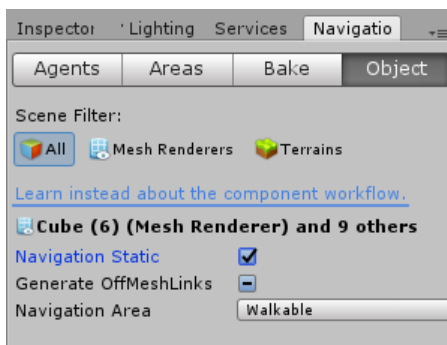 Inspector Lighting Services Navigatio
Agents Areas Bake Object
Scene Filter:
All Mesh Renderers Terrains
Learn instead about the component workflow.
Cube (6) (Mesh Renderer) and 9 others
Navigation Static
Generate OffMeshLinks
Navigation Area Walkable